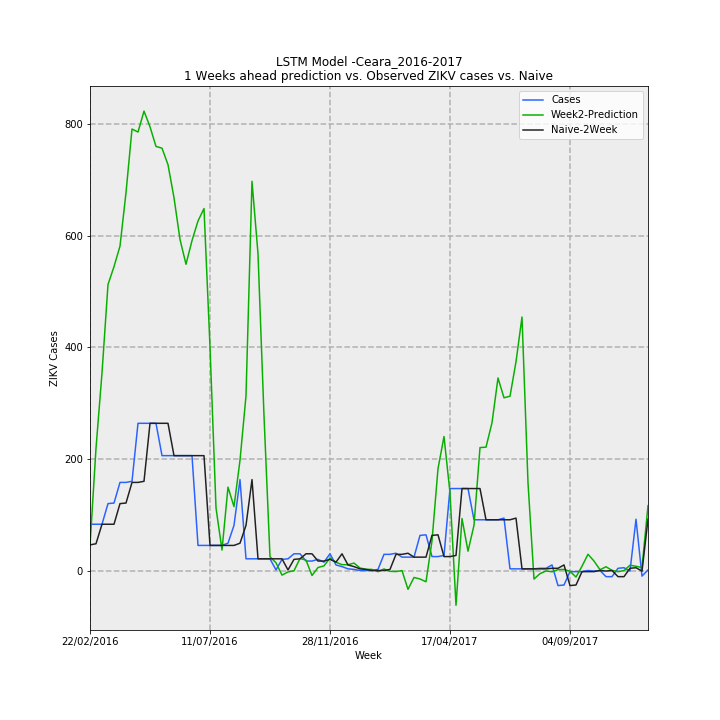 LSTM Model -Ceara_2016-2017
1 Weeks ahead prediction vs. Observed ZIKV cases vs. Naive
Cases
Week2-Prediction
Naive-2Week
800
600
400
200
0
ZIKV Cases
22/02/2016
11/07/2016
28/11/2016
17/04/2017
04/09/2017
Week